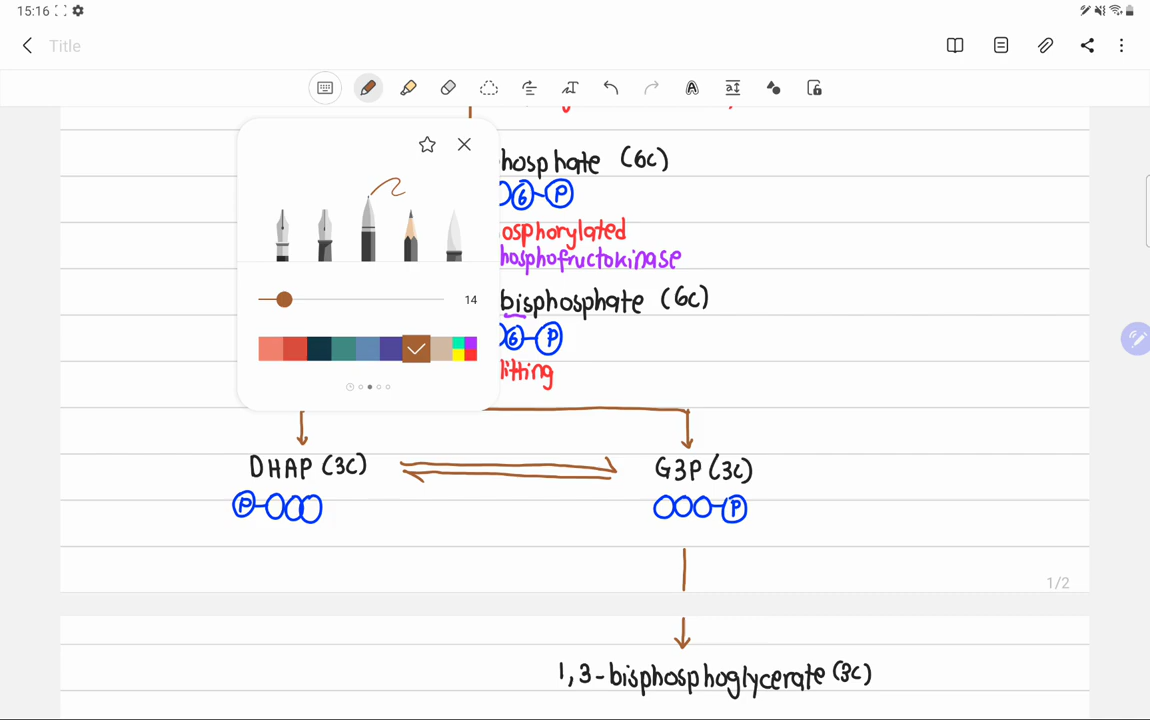 15:16
Title
hosphate (6c)
6 P
osphorylated
hosphofructokinase
14
bisphosphate (6c)
6 P
litting
DHAP (3c)
G3P (3c)
P
P
1/2
1,3-bisphosphoglycerate (3c)